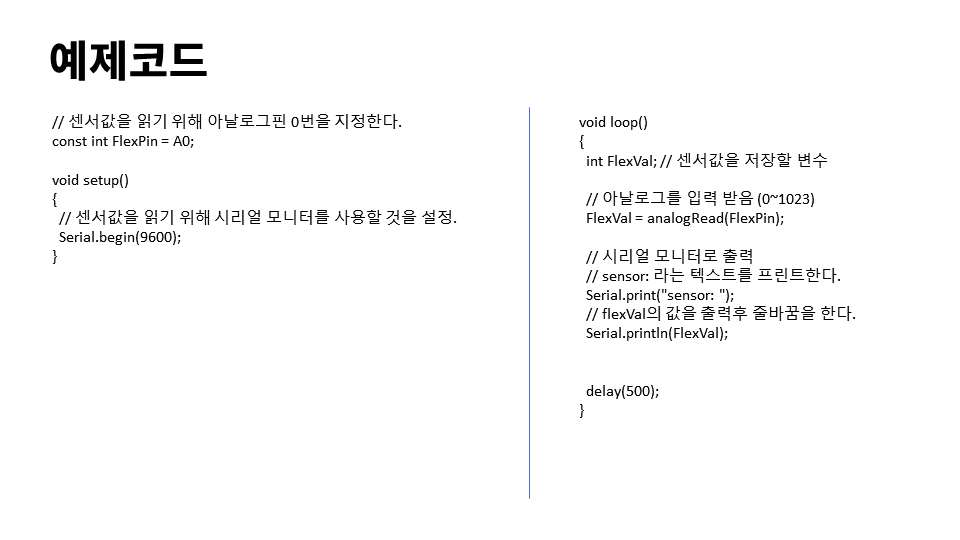 예제코드
// 센서값을 읽기 위해 아날로그핀 0번을 지정한다.
const int FlexPin = A0;
void setup()
{
// 센서값을 읽기 위해 시리얼 모니터를 사용할 것을 설정.
Serial.begin(9600);
}
void loop()
{
int FlexVal; // 센서값을 저장할 변수
// 아날로그를 입력 받음 (0~1023)
FlexVal = analogRead(FlexPin);
// 시리얼 모니터로 출력
// sensor: 라는 텍스트를 프린트한다.
Serial.print("sensor: ");
// flexVal의 값을 출력후 줄바꿈을 한다.
Serial.println(FlexVal);
delay(500);
}